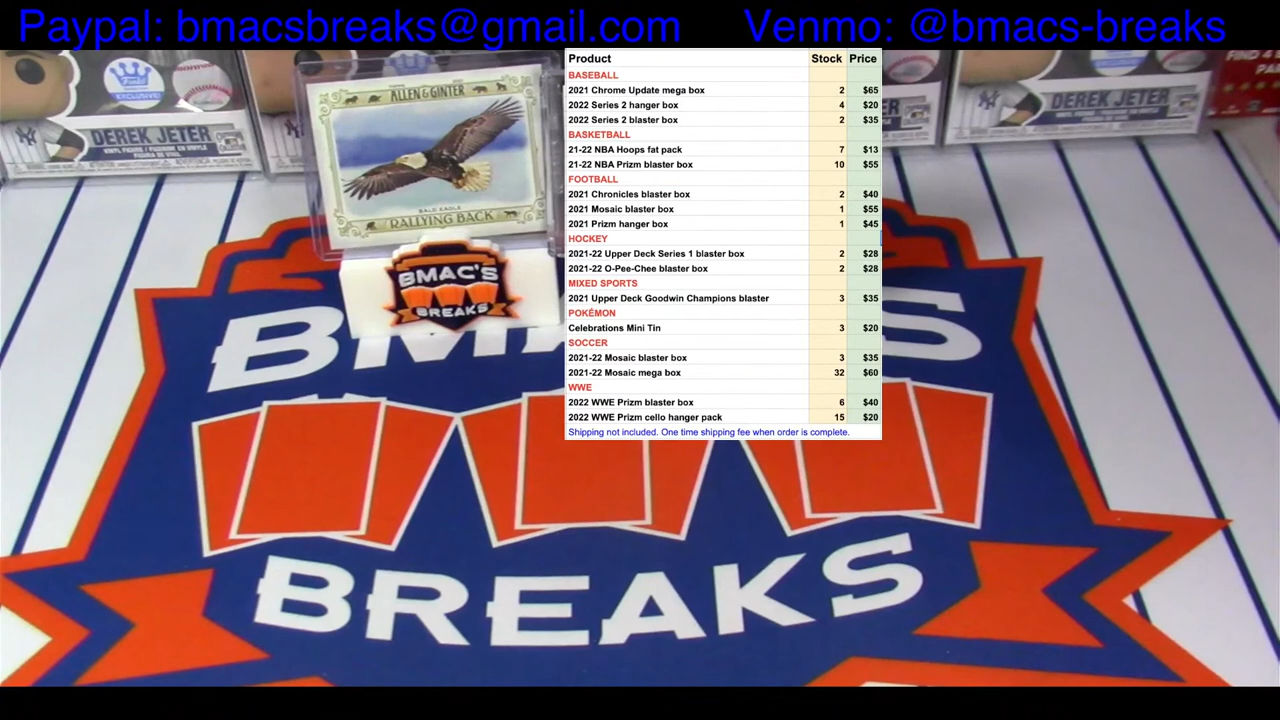 Paypal: bmacsbreaks@gmail.com Venmo: @bmacs-breaks
Product Stock Price
BASEBALL
2021 Chrome Update mega box 2 $65
2022 Series 2 hanger box 4 $20
2022 Series 2 blaster box 2 $35
BASKETBALL
21-22 NBA Hoops fat pack 7 $13
21-22 NBA Prizm blaster box 10 $55
FOOTBALL
2021 Chronicles blaster box 2 $40
2021 Mosaic blaster box 1 $55
2021 Prizm hanger box 1 $45
HOCKEY
2021-22 Upper Deck Series 1 blaster box 2 $28
2021-22 O-Pee-Chee blaster box 2 $28
MIXED SPORTS
2021 Upper Deck Goodwin Champions blaster 3 $35
POKÉMON
Celebrations Mini Tin 3 $20
SOCCER
2021-22 Mosaic blaster box 3 $35
2021-22 Mosaic mega box 32 $60
WWE
2022 WWE Prizm blaster box 6 $40
2022 WWE Prizm cello hanger pack 15 $20
Shipping not included. One time shipping fee when order is complete.
Funko
EXCLUSIVE!
DEREK JETER
VINYL FIGURE
ALLEN & GINTER
BALD EAGLE
RALLYING BACK
DEREK JETER
BMAC'S
BREAKS
BREAKS